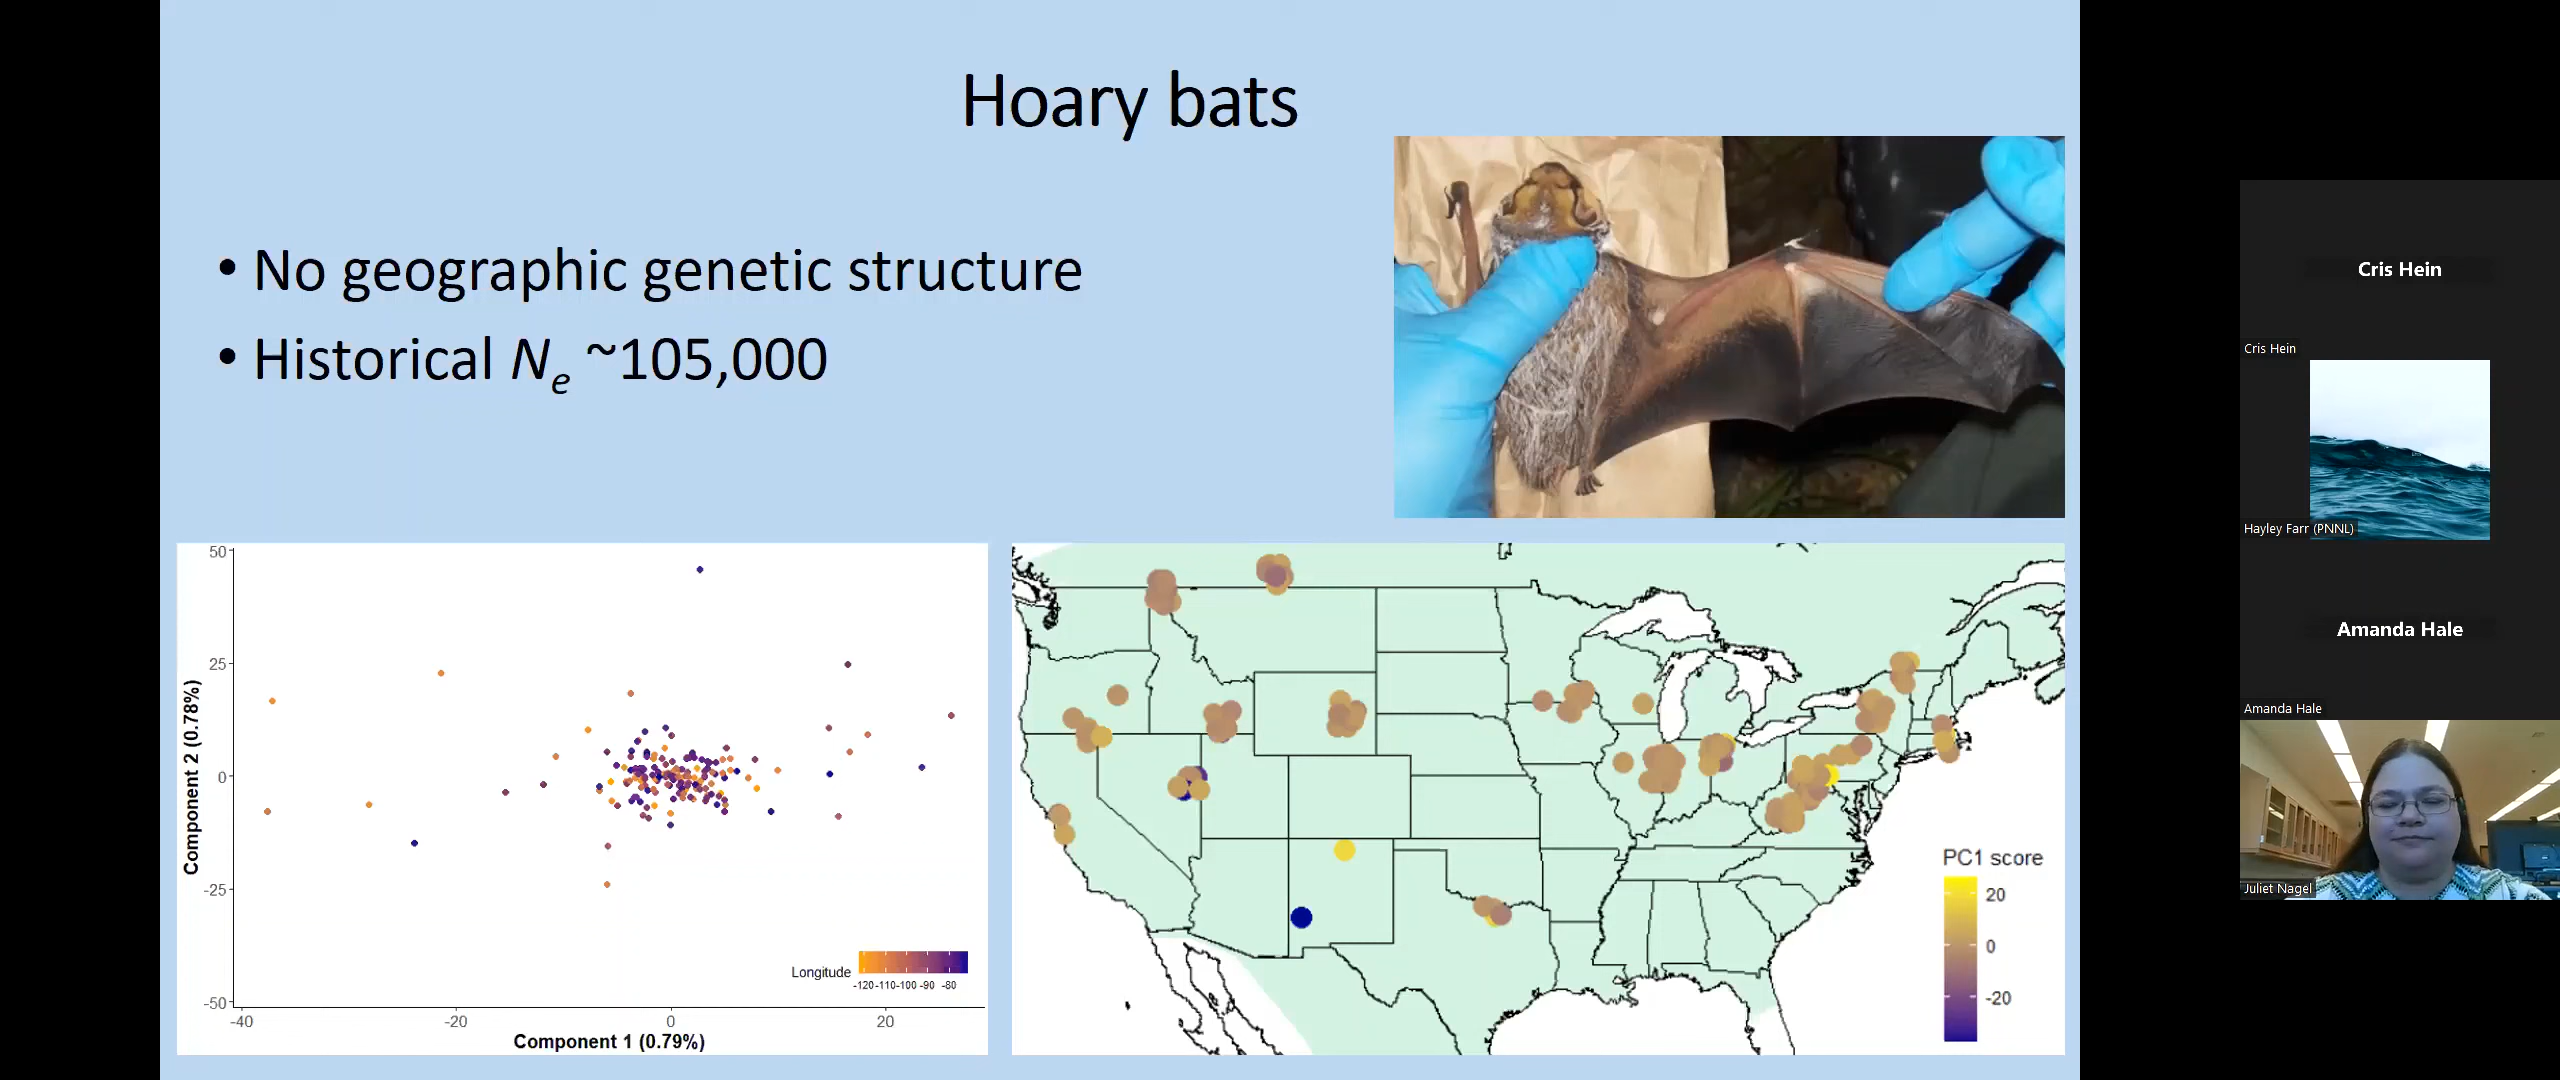 Hoary bats
• No geographic genetic structure
• Historical Ne ~105,000
50
25
0
-25
-50
Component 2 (0.78%)
-40
-20
0
20
Component 1 (0.79%)
Longitude
-120 -110 -100 -90 -80
PC1 score
20
0
-20
Cris Hein
Cris Hein
Hayley Farr (PNNL)
Amanda Hale
Amanda Hale
Juliet Nagel